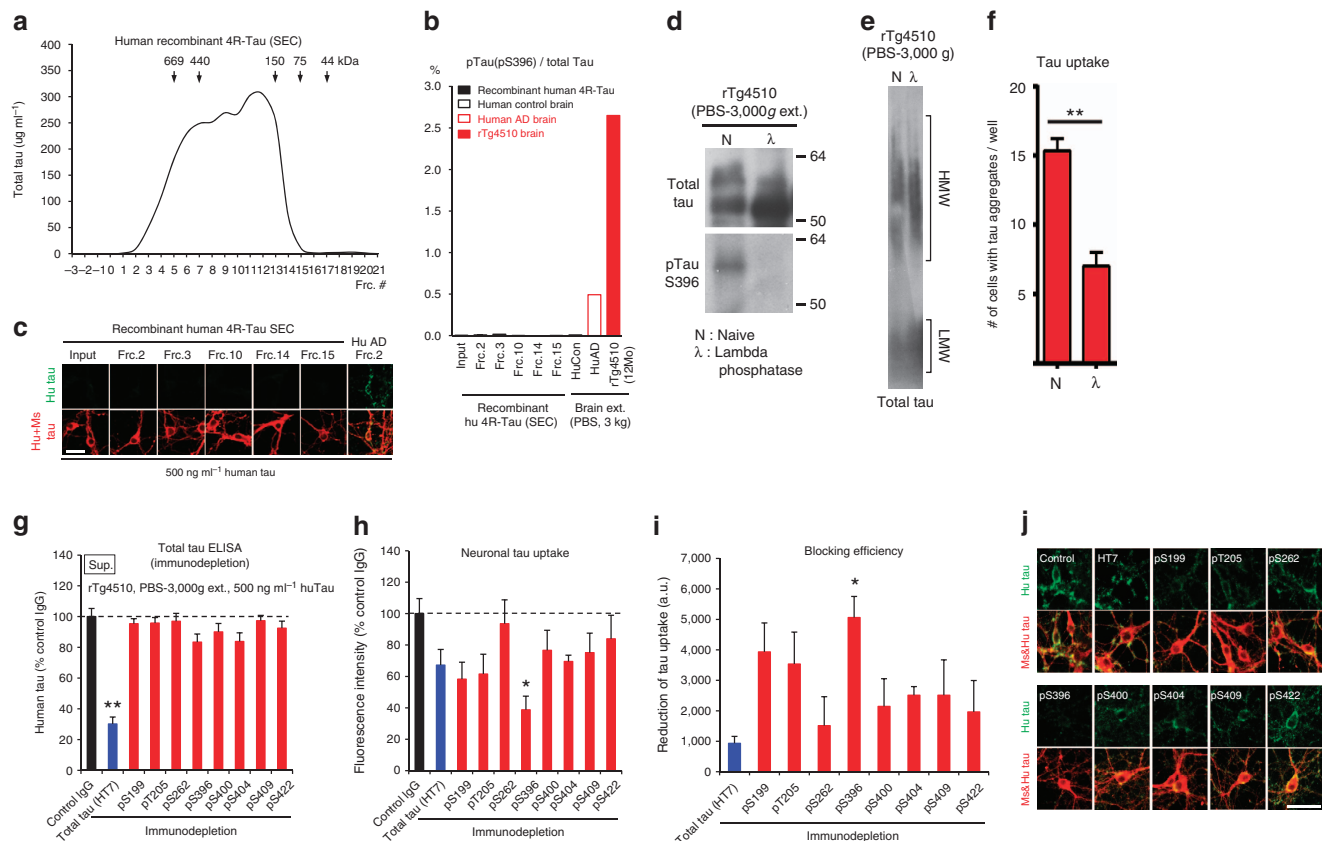 a
Human recombinant 4R-Tau (SEC)
669 440 150 75 44 kDa
Total tau (ug ml−1)
400
350
300
250
200
150
100
50
0
−3 −2 −1 0 1 2 3 4 5 6 7 8 9 10 11 12 13 14 15 16 17 18 19 20 21
Frc. #
b
pTau(pS396) / total Tau
%
3.0
2.5
2.0
1.5
1.0
0.5
0.0
Recombinant human 4R-Tau
Human control brain
Human AD brain
rTg4510 brain
Input
Frc.2
Frc.3
Frc.10
Frc.14
Frc.15
HuCon
HuAD
rTg4510
(12Mo)
Recombinant
hu 4R-Tau (SEC)
Brain ext.
(PBS, 3 kg)
c
Recombinant human 4R-Tau SEC
Hu AD
Input Frc.2 Frc.3 Frc.10 Frc.14 Frc.15 Frc.2
Hu tau
Hu+Ms
tau
500 ng ml−1 human tau
d
rTg4510
(PBS-3,000g ext.)
N λ
Total
tau
64
50
pTau
S396
64
50
N : Naive
λ : Lambda
phosphatase
e
rTg4510
(PBS-3,000 g)
N λ
HMW
LMW
Total tau
f
Tau uptake
# of cells with tau aggregates / well
20
15
10
5
**
N λ
g
Total tau ELISA
(immunodepletion)
Sup.
rTg4510, PBS-3,000g ext., 500 ng ml−1 huTau
Human tau (% control IgG)
140
120
100
80
60
40
20
0
**
Control IgG
Total tau (HT7)
pS199
pT205
pS262
pS396
pS400
pS404
pS409
pS422
Immunodepletion
h
Neuronal tau uptake
Fluorescence intensity (% control IgG)
140
120
100
80
60
40
20
0
*
Control IgG
Total tau (HT7)
pS199
pT205
pS262
pS396
pS400
pS404
pS409
pS422
Immunodepletion
i
Blocking efficiency
Reduction of tau uptake (a.u.)
7,000
6,000
5,000
4,000
3,000
2,000
1,000
0
*
Total tau (HT7)
pS199
pT205
pS262
pS396
pS400
pS404
pS409
pS422
Immunodepletion
j
Control HT7 pS199 pT205 pS262
Hu tau
Ms&Hu tau
pS396 pS400 pS404 pS409 pS422
Hu tau
Ms&Hu tau